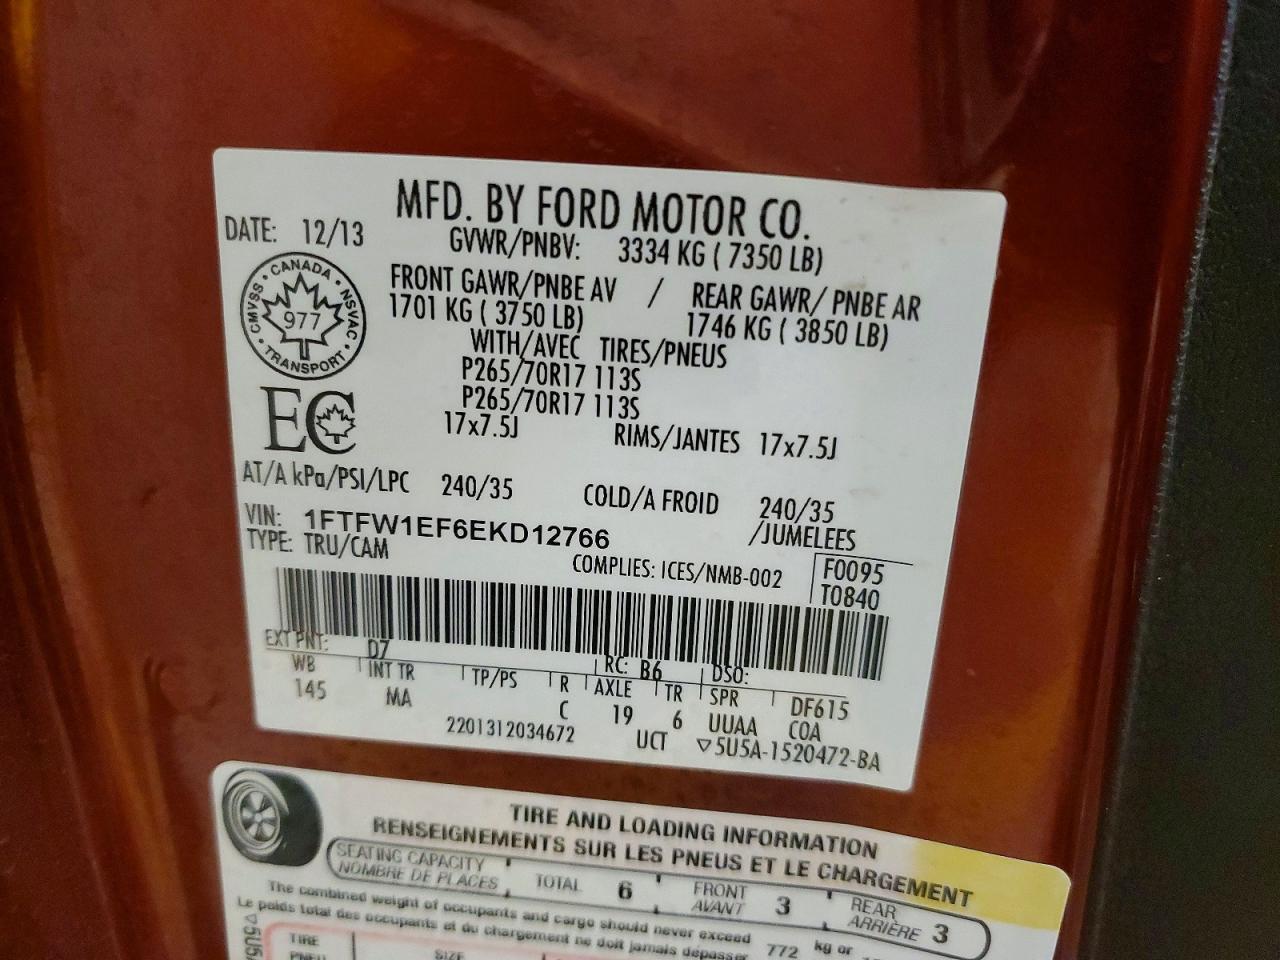 MFD. BY FORD MOTOR CO.
DATE: 12/13
GVWR/PNBV: 3334 KG ( 7350 LB)
FRONT GAWR/PNBE AV / REAR GAWR/ PNBE AR
1701 KG ( 3750 LB) 1746 KG ( 3850 LB)
WITH/AVEC TIRES/PNEUS
P265/70R17 113S
P265/70R17 113S
17x7.5J RIMS/JANTES 17x7.5J
CANADA • NSVAC • TRANSPORT • CMVSS •
977
EC
AT/A kPa/PSI/LPC 240/35 COLD/A FROID 240/35
VIN: 1FTFW1EF6EKD12766 /JUMELEES
TYPE: TRU/CAM COMPLIES: ICES/NMB-002 F0095
T0840
EXT PNT: D7 RC: B6 DSO:
WB INT TR TP/PS R AXLE TR SPR DF615
145 MA C 19 6 UUAA COA
2201312034672 UCT ▽5U5A-1520472-BA
TIRE AND LOADING INFORMATION
RENSEIGNEMENTS SUR LES PNEUS ET LE CHARGEMENT
SEATING CAPACITY TOTAL 6 FRONT 3 REAR 3
NOMBRE DE PLACES AVANT ARRIÈRE
The combined weight of occupants and cargo should never exceed
Le poids total des occupants et du chargement ne doit jamais dépasser 772 kg or
▽5U5A
TIRE SIZE
PNEU